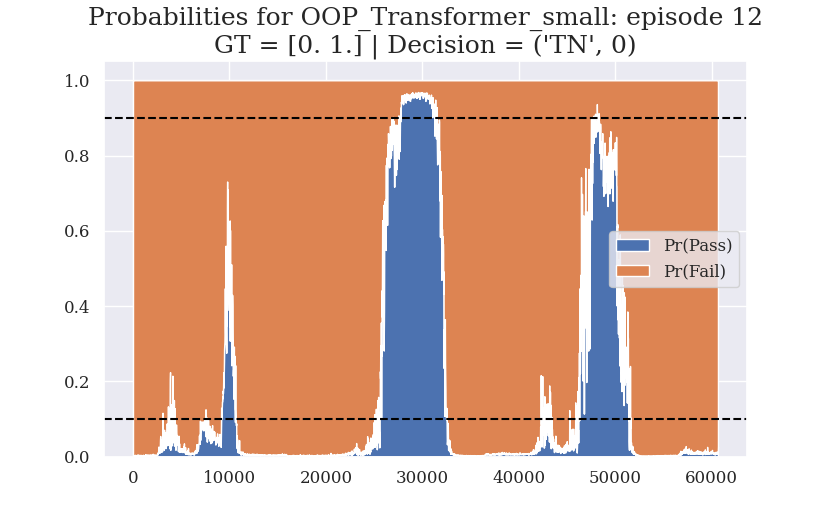 Probabilities for OOP_Transformer_small: episode 12
GT = [0. 1.] | Decision = ('TN', 0)
1.0
0.8
0.6
0.4
0.2
0.0
Pr(Pass)
Pr(Fail)
0 10000 20000 30000 40000 50000 60000